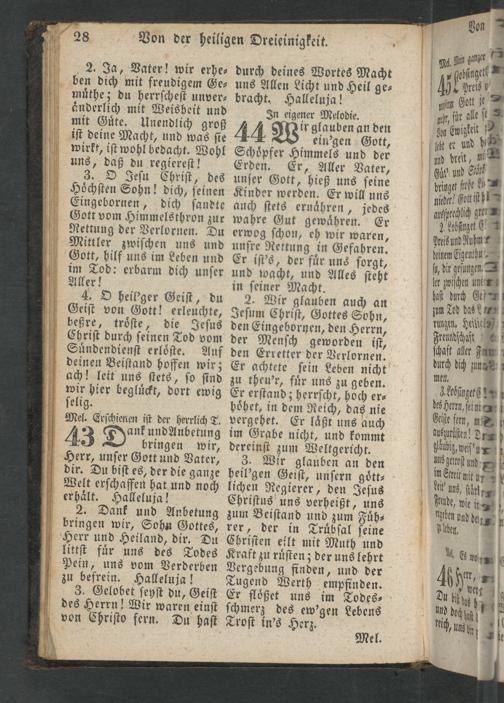 28 Von der heiligen Dreieinigkeit.
2. Ja, Vater! wir erhe-
ben dich mit freudigem Ge-
müthe; du herrschest unver-
änderlich mit Weisheit und
mit Güte. Unendlich groß
ist deine Macht, und was sie
wirkt, ist wohl bedacht. Wohl
uns, daß du regierest!
3. O Jesu Christ, des
Höchsten Sohn! dich, seinen
Eingebornen, dich sandte
Gott vom Himmelsthron zur
Rettung der Verlornen. Du
Mittler zwischen uns und
Gott, hilf uns im Leben und
im Tod: erbarm dich unser
Aller!
4. O heil'ger Geist, du
Geist von Gott! erleuchte,
beßre, tröste, die Jesus
Christ durch seinen Tod vom
Sündendienst erlöste. Auf
deinen Beistand hoffen wir;
ach! leit uns stets, so sind
wir hier beglückt, dort ewig
selig.
Mel. Erschienen ist der herrlich T.
43 Dank und Anbetung
bringen wir,
Herr, unser Gott und Vater,
dir. Du bist es, der die ganze
Welt erschaffen hat und noch
erhält. Halleluja!
2. Dank und Anbetung
bringen wir, Sohn Gottes,
Herr und Heiland, dir. Du
littst für uns des Todes
Pein, uns vom Verderben
zu befrein. Halleluja!
3. Gelobet seyst du, Geist
des Herrn! Wir waren einst
von Christo fern. Du hast
durch deines Wortes Macht
uns Allen Licht und Heil ge-
bracht. Halleluja!
In eigener Melodie.
44 Wir glauben an den
ein'gen Gott,
Schöpfer Himmels und der
Erden. Er, Aller Vater,
unser Gott, hieß uns seine
Kinder werden. Er will uns
auch stets ernähren, jedes
wahre Gut gewähren. Er
erwog schon, eh wir waren,
unsre Rettung in Gefahren.
Er ist's, der für uns sorgt,
und wacht, und Alles steht
in seiner Macht.
2. Wir glauben auch an
Jesum Christ, Gottes Sohn,
den Eingebornen, den Herrn,
der Mensch geworden ist,
den Erretter der Verlornen.
Er achtete sein Leben nicht
zu theu'r, für uns zu geben.
Er erstand; herrscht, hoch er-
höhet, in dem Reich, das nie
vergehet. Er läßt uns auch
im Grabe nicht, und kommt
dereinst zum Weltgericht.
3. Wir glauben an den
heil'gen Geist, unsern gött-
lichen Regierer, den Jesus
Christus uns verheißt, uns
zum Beistand und zum Füh-
rer, der in Trübsal seine
Christen eilt mit Muth und
Kraft zu rüsten; der uns lehrt
Vergebung finden, und der
Tugend Werth empfinden.
Er flößet uns im Todes-
schmerz des ew'gen Lebens
Trost in's Herz.
Mel.
Von
45
46 Herr,